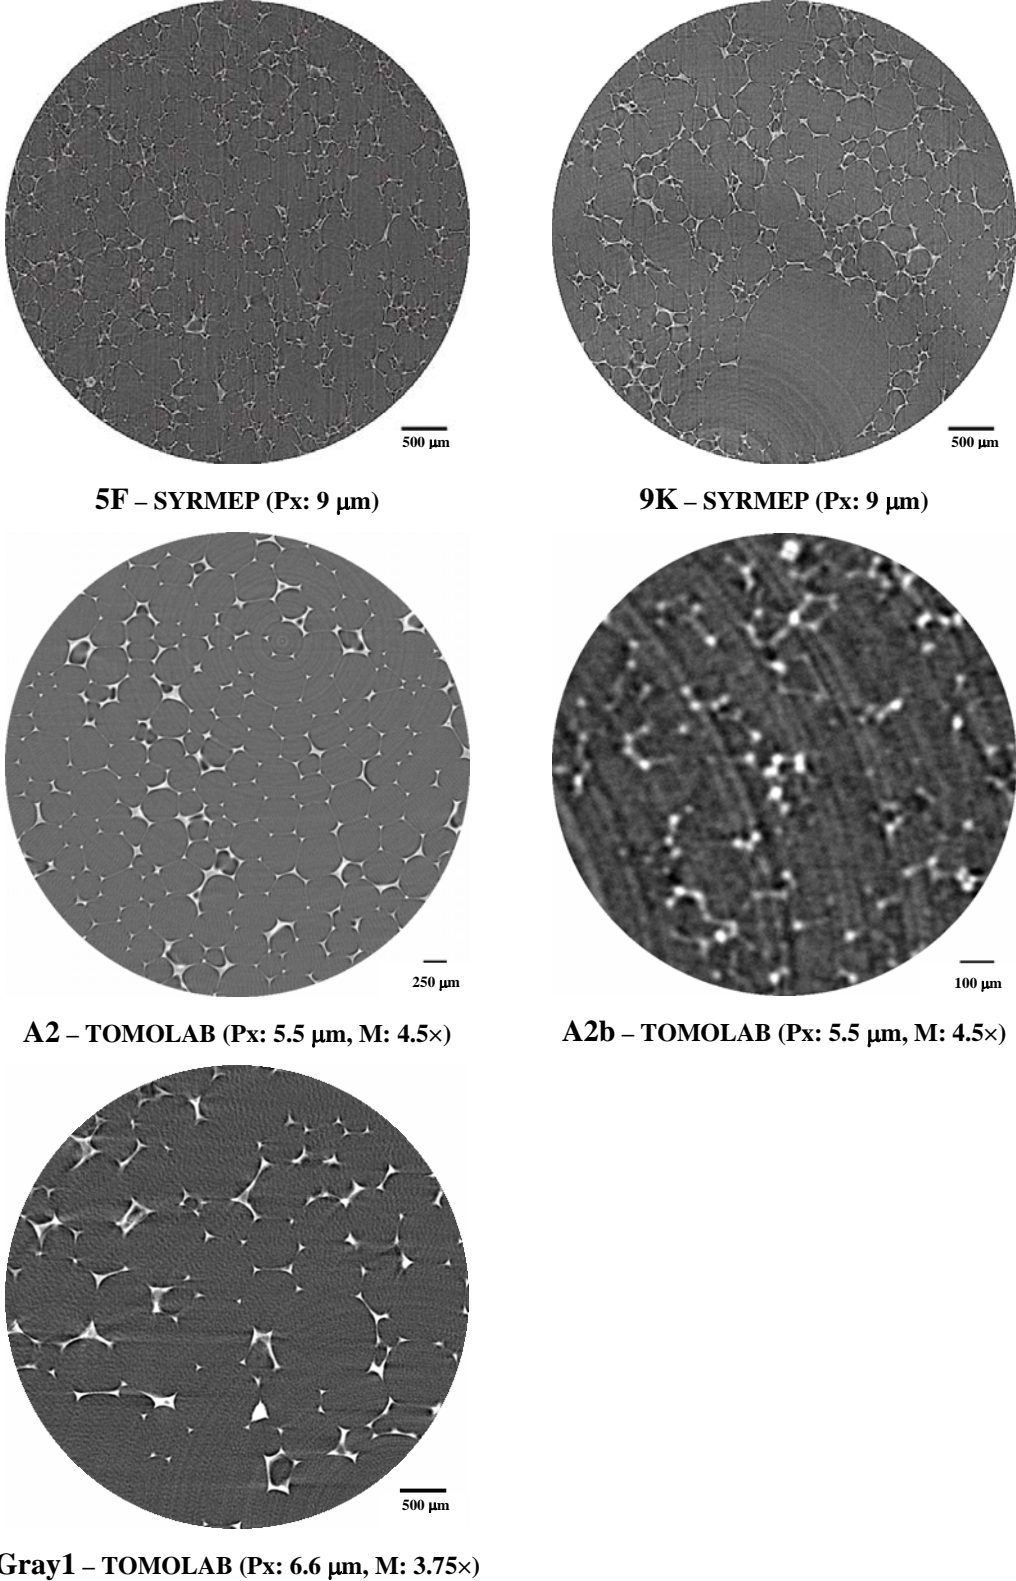 500 μm
500 μm
5F – SYRMEP (Px: 9 μm)
9K – SYRMEP (Px: 9 μm)
250 μm
100 μm
A2 – TOMOLAB (Px: 5.5 μm, M: 4.5×)
A2b – TOMOLAB (Px: 5.5 μm, M: 4.5×)
500 μm
Gray1 – TOMOLAB (Px: 6.6 μm, M: 3.75×)